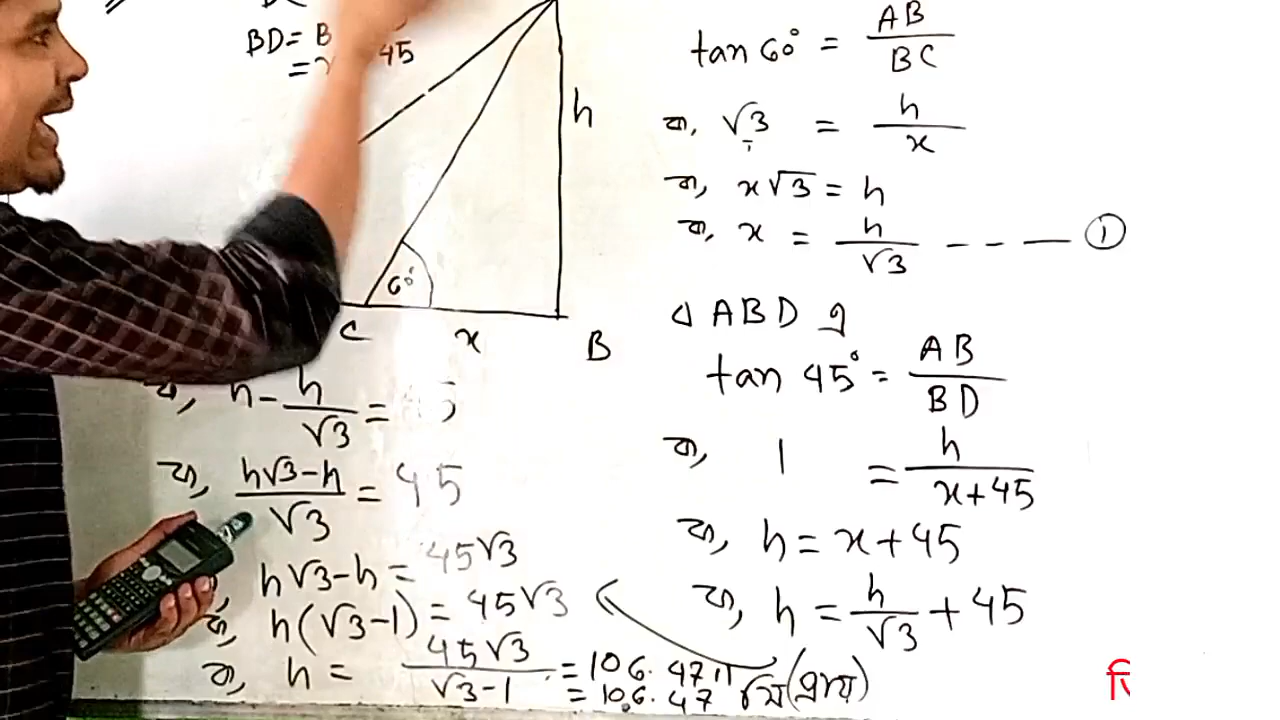 BD = B 45
=
h
60°
C x B
tan 60° = AB/BC
বা, √3 = h/x
বা, x√3 = h
বা, x = h/√3 --- ①
△ ABD এ
tan 45° = AB/BD
বা, 1 = h/(x+45)
বা, h = x+45
বা, h = h/√3 + 45
বা, h - h/√3 = 45
বা, (h√3-h)/√3 = 45
h√3-h = 45√3
বা, h(√3-1) = 45√3
বা, h = 45√3/(√3-1) = 106.4711
= 106.47 মি (প্রায়)